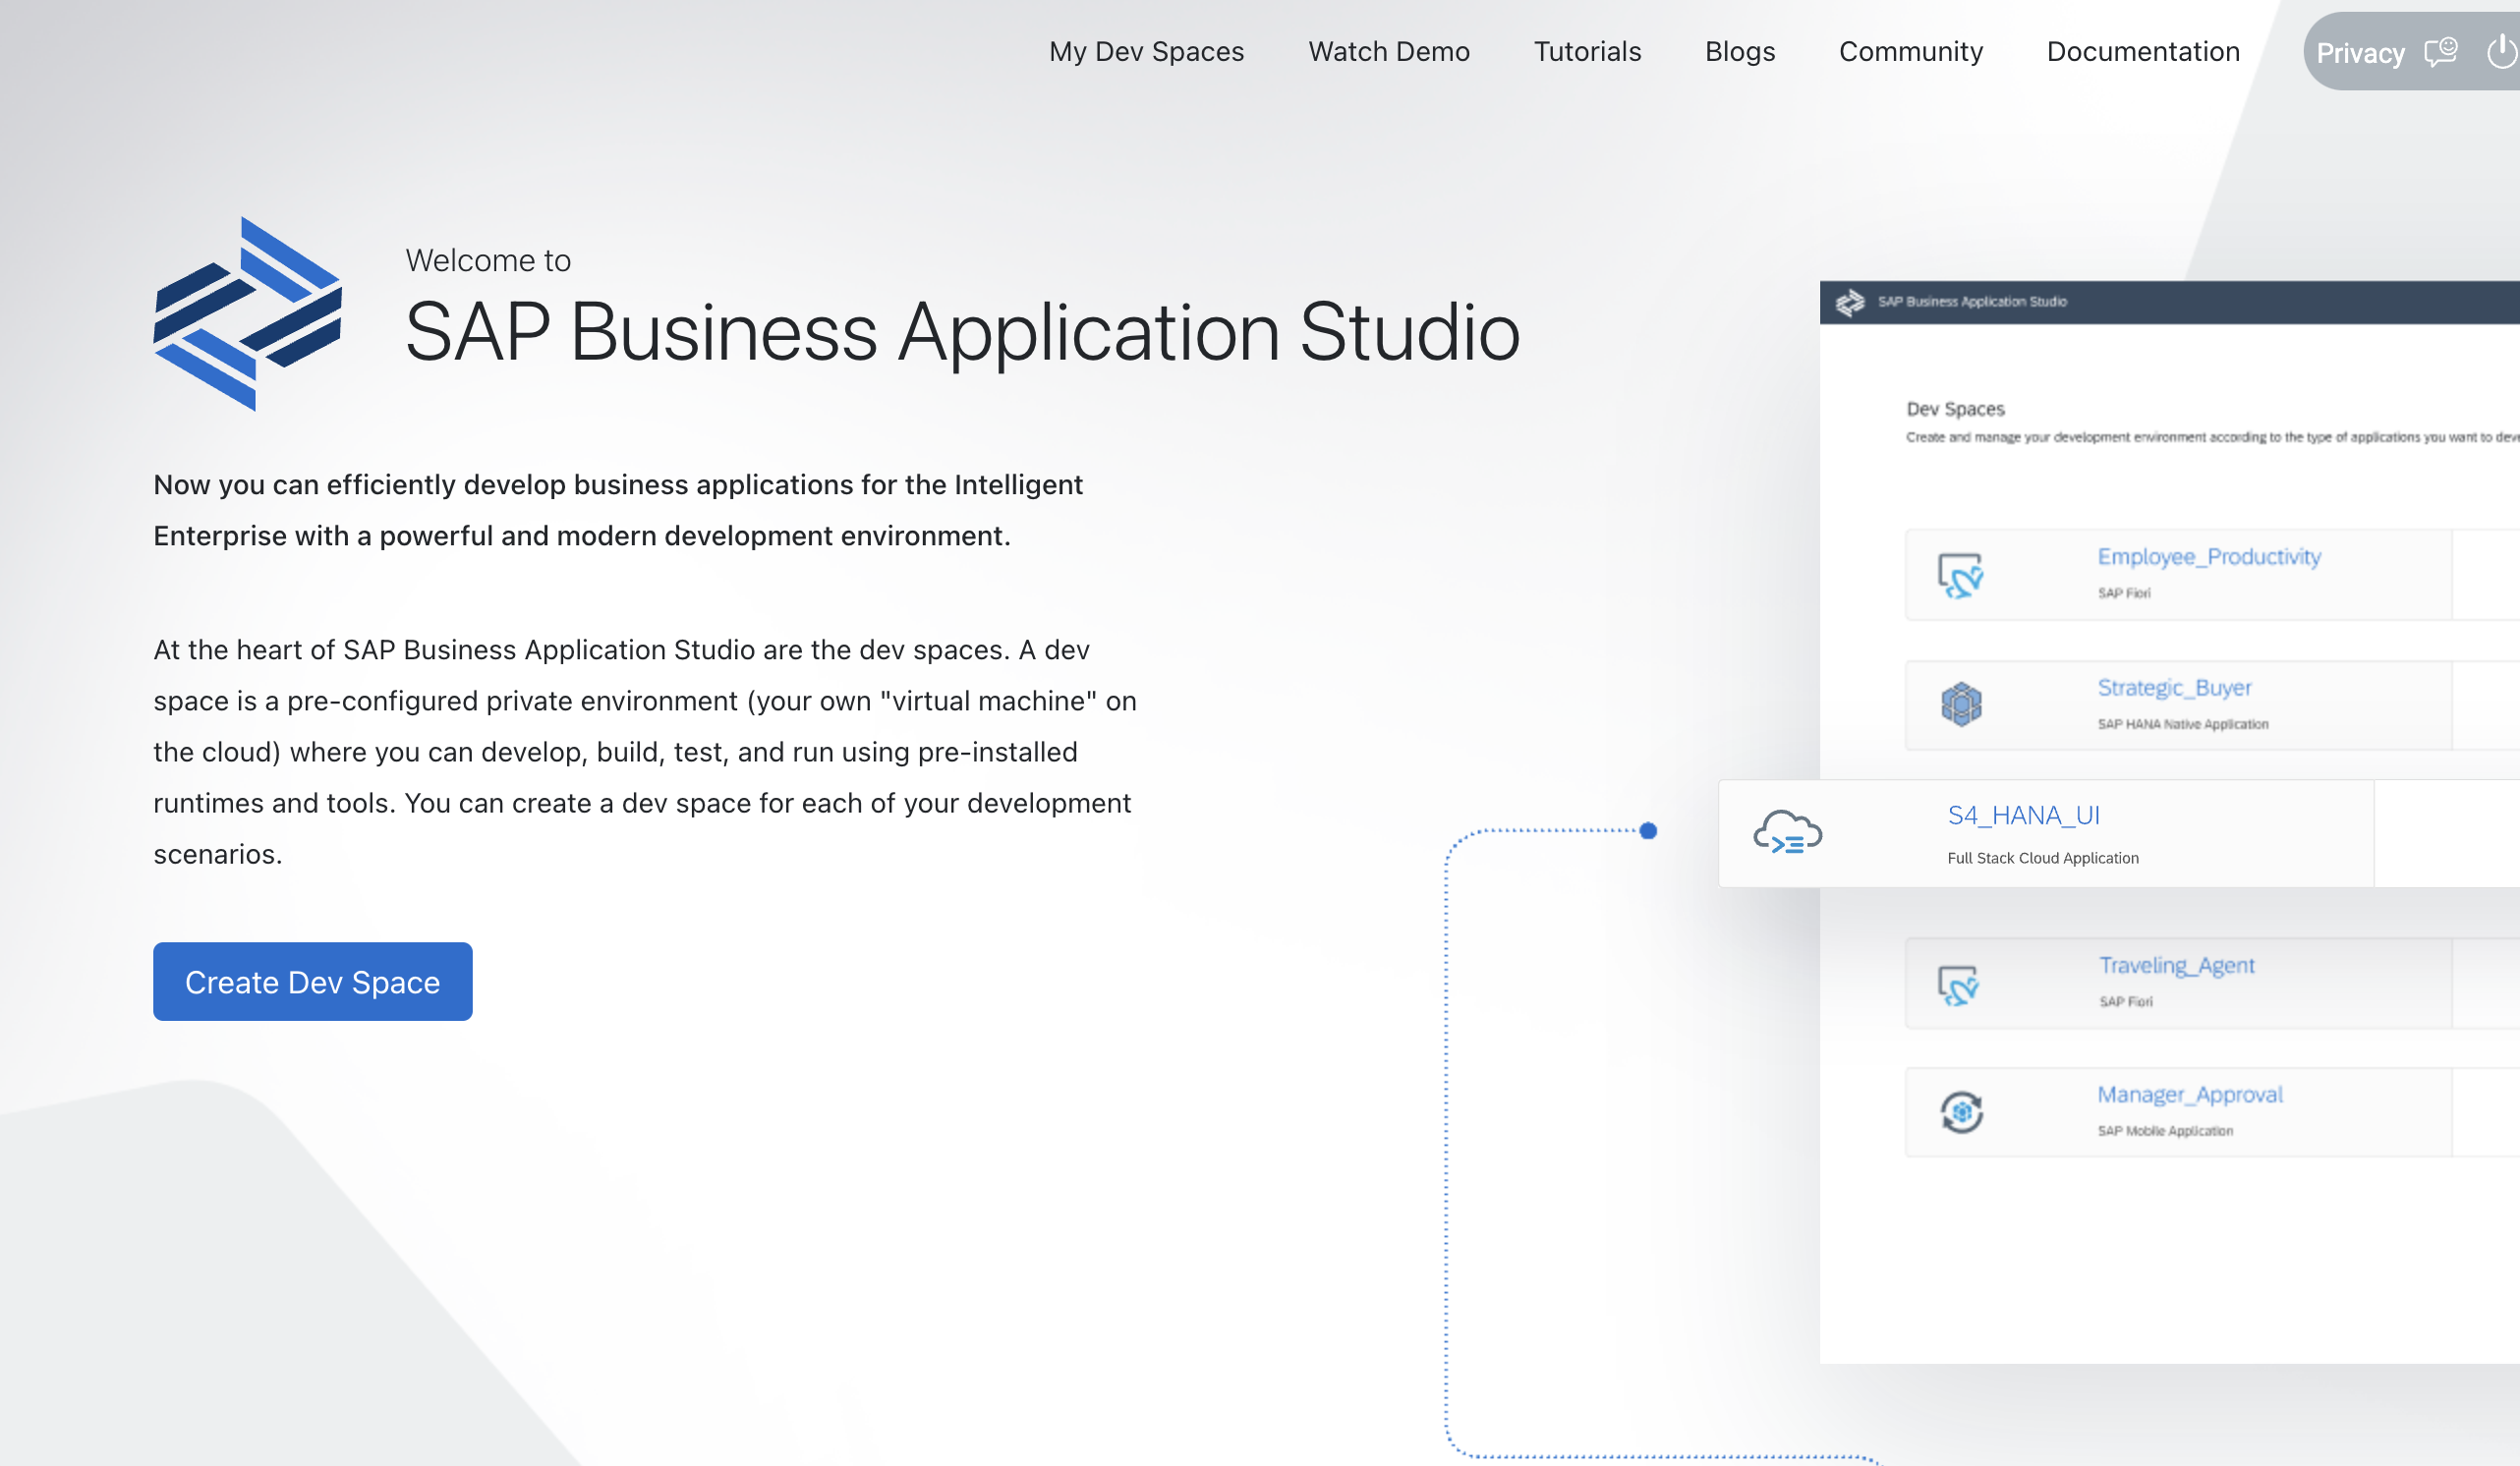 My Dev Spaces
Watch Demo
Tutorials
Blogs
Community
Documentation
Privacy
Welcome to
SAP Business Application Studio
Now you can efficiently develop business applications for the Intelligent
Enterprise with a powerful and modern development environment.
At the heart of SAP Business Application Studio are the dev spaces. A dev
space is a pre-configured private environment (your own "virtual machine" on
the cloud) where you can develop, build, test, and run using pre-installed
runtimes and tools. You can create a dev space for each of your development
scenarios.
Create Dev Space
SAP Business Application Studio
Dev Spaces
Create and manage your development environment according to the type of applications you want to deve
Employee_Productivity
SAP Fiori
Strategic_Buyer
SAP HANA Native Application
S4_HANA_UI
Full Stack Cloud Application
Traveling_Agent
SAP Fiori
Manager_Approval
SAP Mobile Application